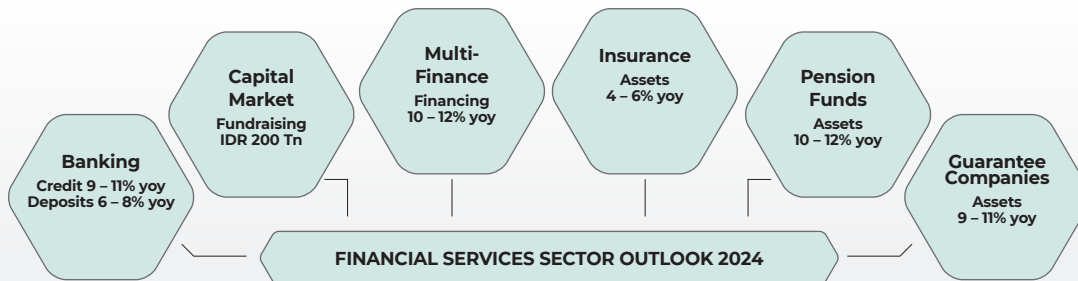 Banking
Credit 9 – 11% yoy
Deposits 6 – 8% yoy
Capital
Market
Fundraising
IDR 200 Tn
Multi-
Finance
Financing
10 – 12% yoy
Insurance
Assets
4 – 6% yoy
Pension
Funds
Assets
10 – 12% yoy
Guarantee
Companies
Assets
9 – 11% yoy
FINANCIAL SERVICES SECTOR OUTLOOK 2024